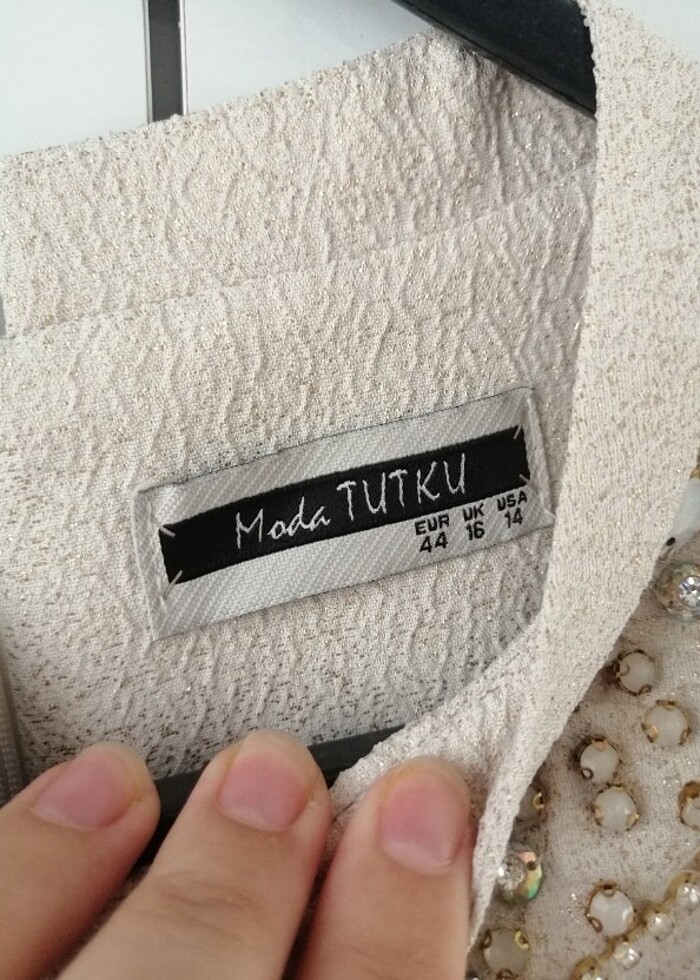 Moda TUTKU
EUR UK USA
44 16 14